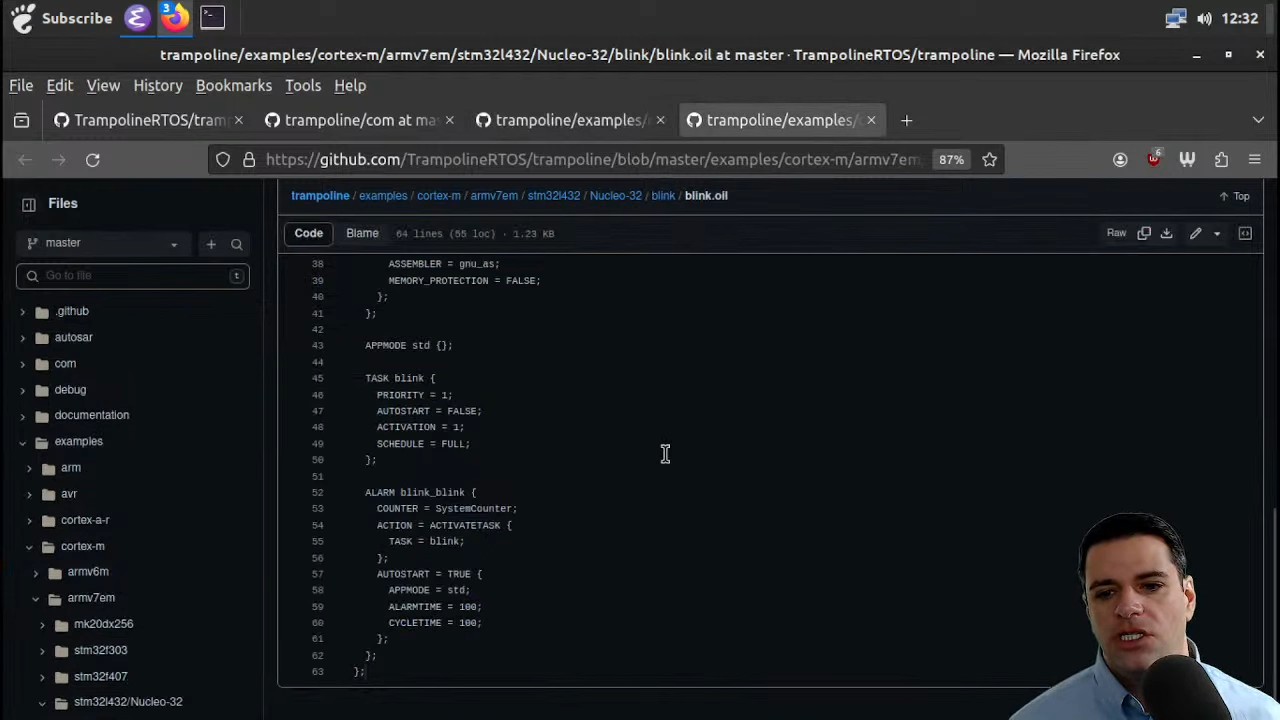 Subscribe
3
12:32
trampoline/examples/cortex-m/armv7em/stm32l432/Nucleo-32/blink/blink.oil at master · TrampolineRTOS/trampoline — Mozilla Firefox
File Edit View History Bookmarks Tools Help
TrampolineRTOS/tram
trampoline/com at ma
trampoline/examples/
trampoline/examples/c
https://github.com/TrampolineRTOS/trampoline/blob/master/examples/cortex-m/armv7em
87%
6
Files
trampoline / examples / cortex-m / armv7em / stm32l432 / Nucleo-32 / blink / blink.oil
Top
master
Code Blame 64 lines (55 loc) · 1.23 KB
Raw
Go to file
t
.github
autosar
com
debug
documentation
examples
arm
avr
cortex-a-r
cortex-m
armv6m
armv7em
mk20dx256
stm32f303
stm32f407
stm32l432/Nucleo-32
38 ASSEMBLER = gnu_as;
39 MEMORY_PROTECTION = FALSE;
40 };
41 };
42
43 APPMODE std {};
44
45 TASK blink {
46 PRIORITY = 1;
47 AUTOSTART = FALSE;
48 ACTIVATION = 1;
49 SCHEDULE = FULL;
50 };
51
52 ALARM blink_blink {
53 COUNTER = SystemCounter;
54 ACTION = ACTIVATETASK {
55 TASK = blink;
56 };
57 AUTOSTART = TRUE {
58 APPMODE = std;
59 ALARMTIME = 100;
60 CYCLETIME = 100;
61 };
62 };
63 };